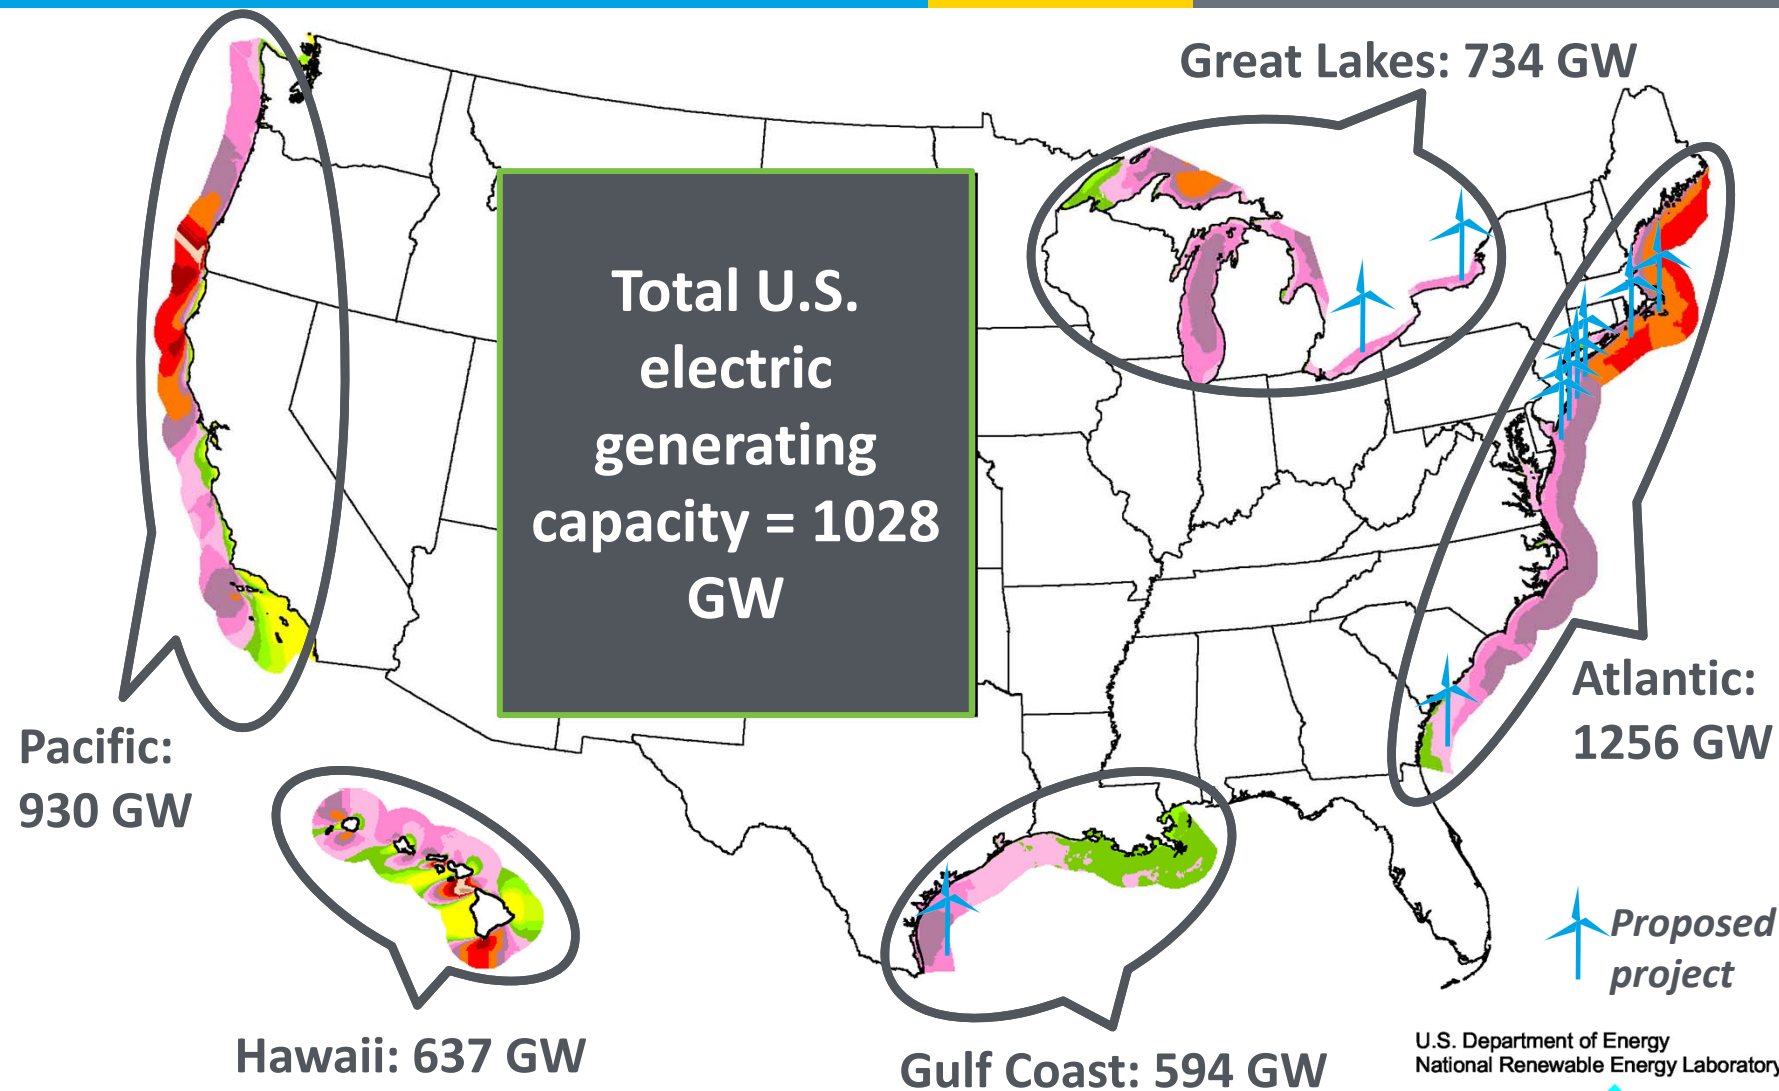 Great Lakes: 734 GW
Total U.S.
electric
generating
capacity = 1028
GW
Atlantic:
1256 GW
Pacific:
930 GW
Proposed
project
Hawaii: 637 GW
Gulf Coast: 594 GW
U.S. Department of Energy
National Renewable Energy Laboratory